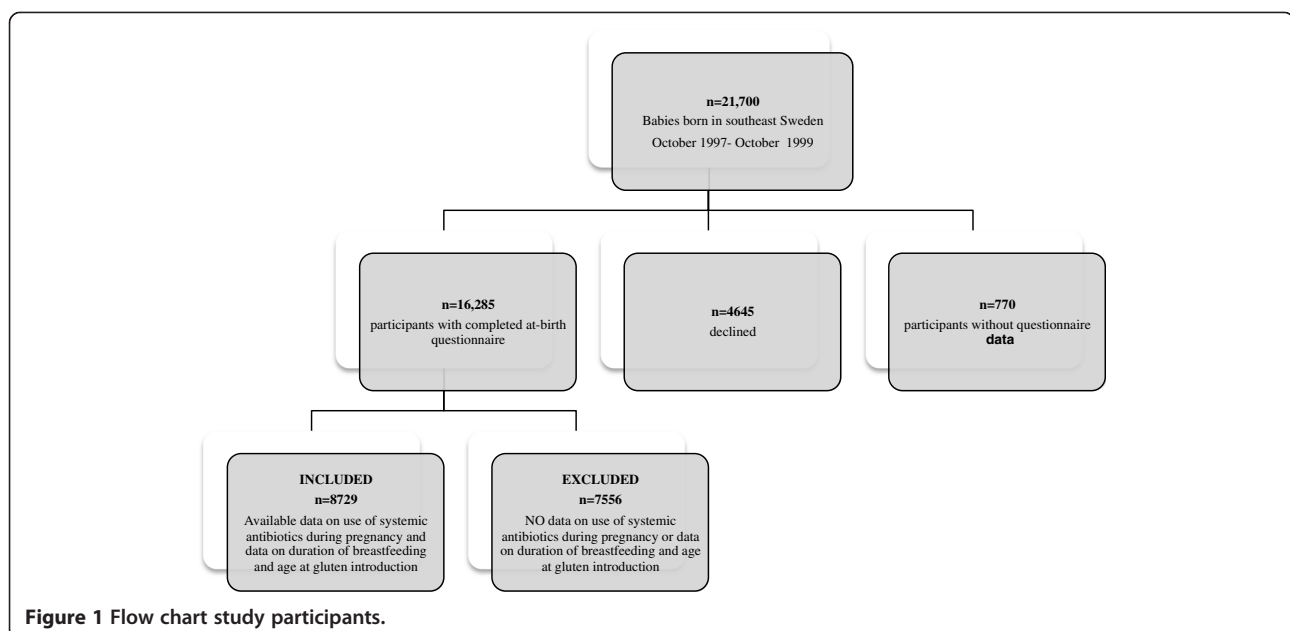 n=21,700
Babies born in southeast Sweden
October 1997- October 1999
n=16,285
participants with completed at-birth
questionnaire
n=4645
declined
n=770
participants without questionnaire
data
INCLUDED
n=8729
Available data on use of systemic
antibiotics during pregnancy and
data on duration of breastfeeding
and age at gluten introduction
EXCLUDED
n=7556
NO data on use of systemic
antibiotics during pregnancy or data
on duration of breastfeeding and age
at gluten introduction
Figure 1 Flow chart study participants.